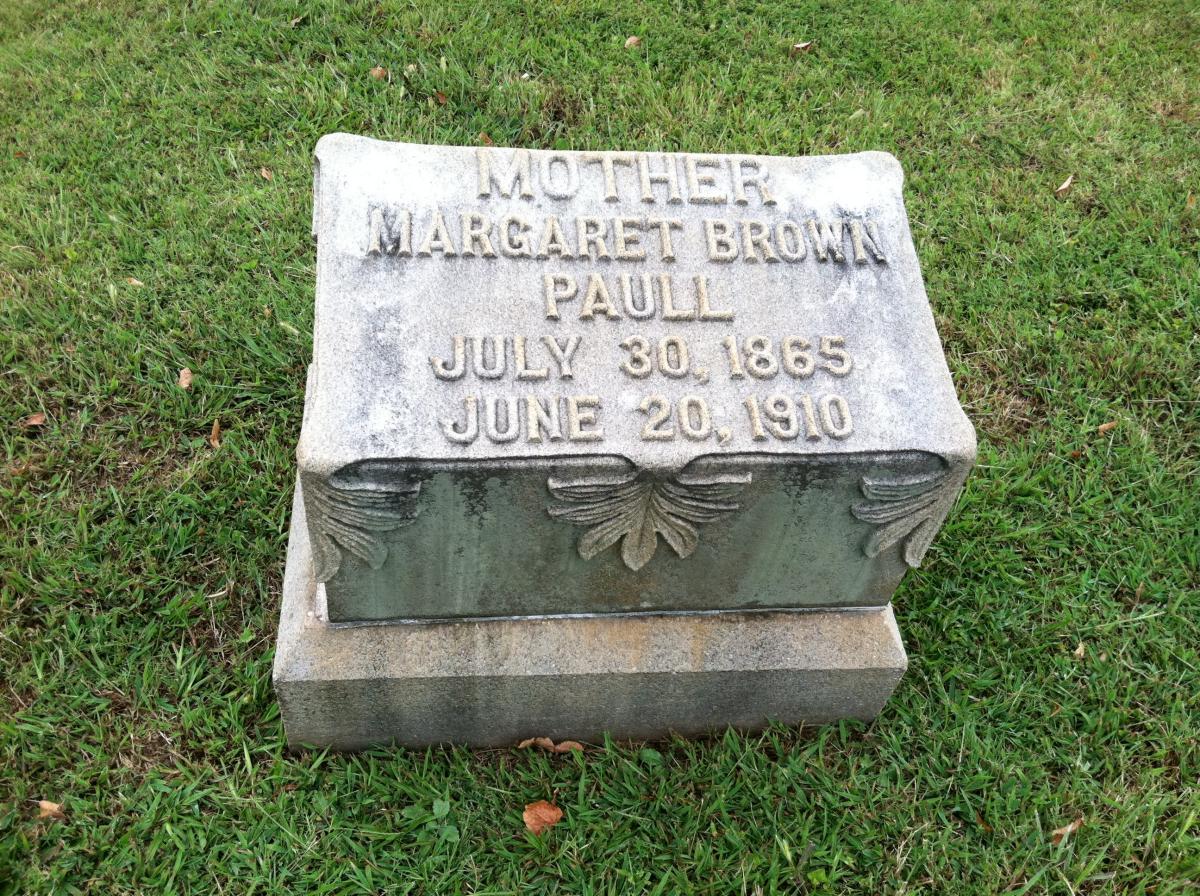 MOTHER
MARGARET BROWN
PAULL
JULY 30, 1865
JUNE 20, 1910